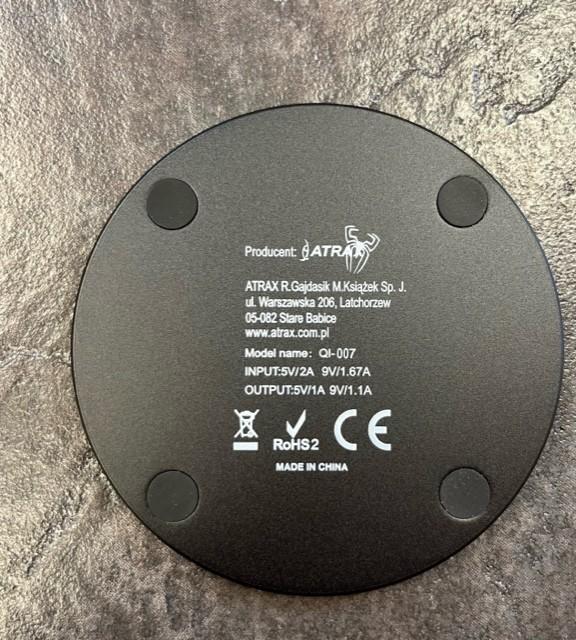 Producent: ATRAX
ATRAX R.Gajdasik M.Książek Sp. J.
ul. Warszawska 206, Latchorzew
05-082 Stare Babice
www.atrax.com.pl
Model name: QI-007
INPUT:5V/2A 9V/1.67A
OUTPUT:5V/1A 9V/1.1A
RoHS2 CE
MADE IN CHINA